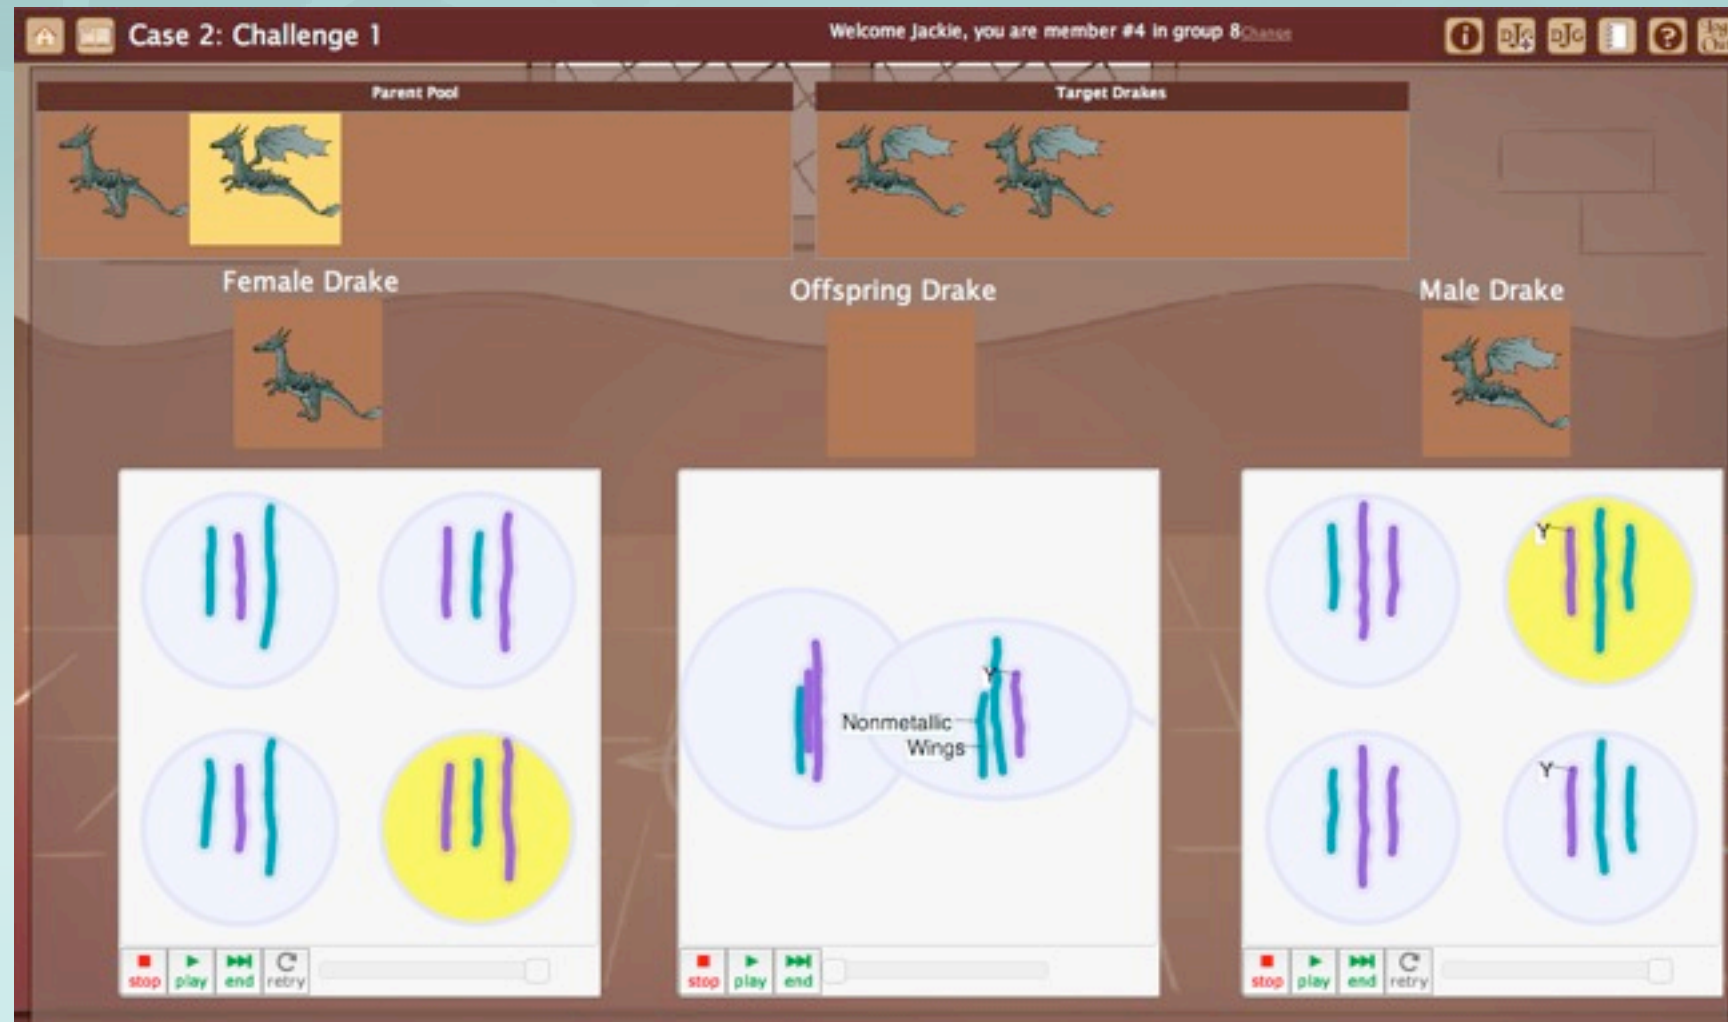 Case 2: Challenge 1
Welcome Jackie, you are member #4 in group 8 Change
Parent Pool
Target Drakes
Female Drake
Offspring Drake
Male Drake
Y
Y
Nonmetallic
Wings
Y
stop play end retry
stop play end
stop play end retry